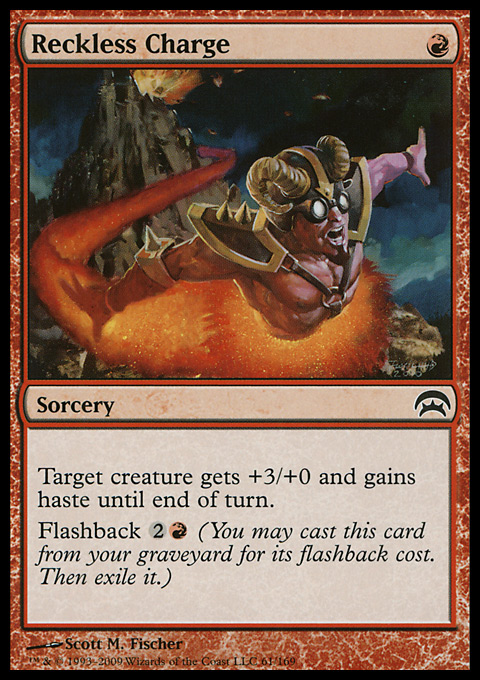 Reckless Charge
Sorcery
Target creature gets +3/+0 and gains
haste until end of turn.
Flashback 2 (You may cast this card
from your graveyard for its flashback cost.
Then exile it.)
Scott M. Fischer
™ & © 1993–2009 Wizards of the Coast LLC 61/169